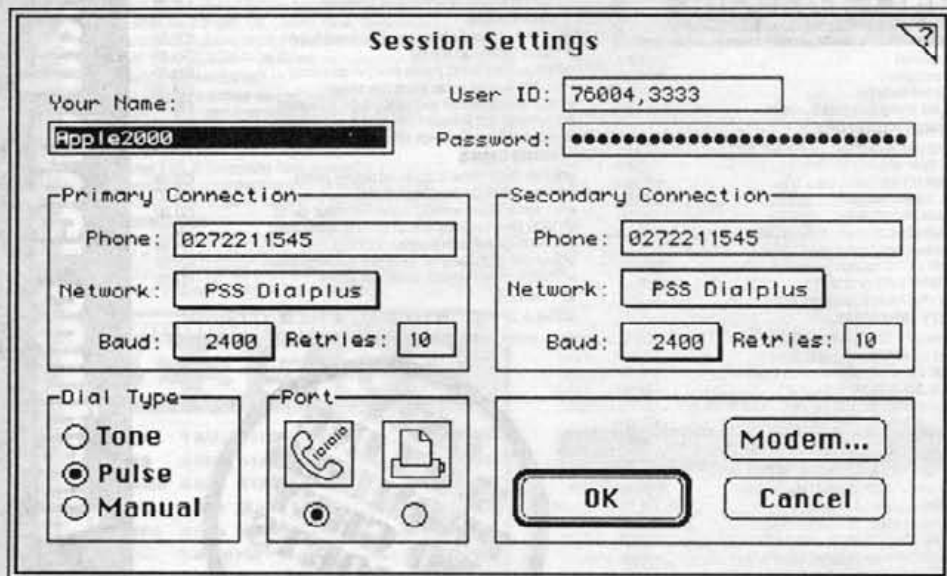 Session Settings
?
Your Name:
Apple2000
User ID: 76004,3333
Password: ••••••••••••••••••••••••••
Primary Connection
Phone: 0272211545
Network: PSS Dialplus
Baud: 2400 Retries: 10
Secondary Connection
Phone: 0272211545
Network: PSS Dialplus
Baud: 2400 Retries: 10
Dial Type
Tone
Pulse
Manual
Port
Modem...
OK
Cancel